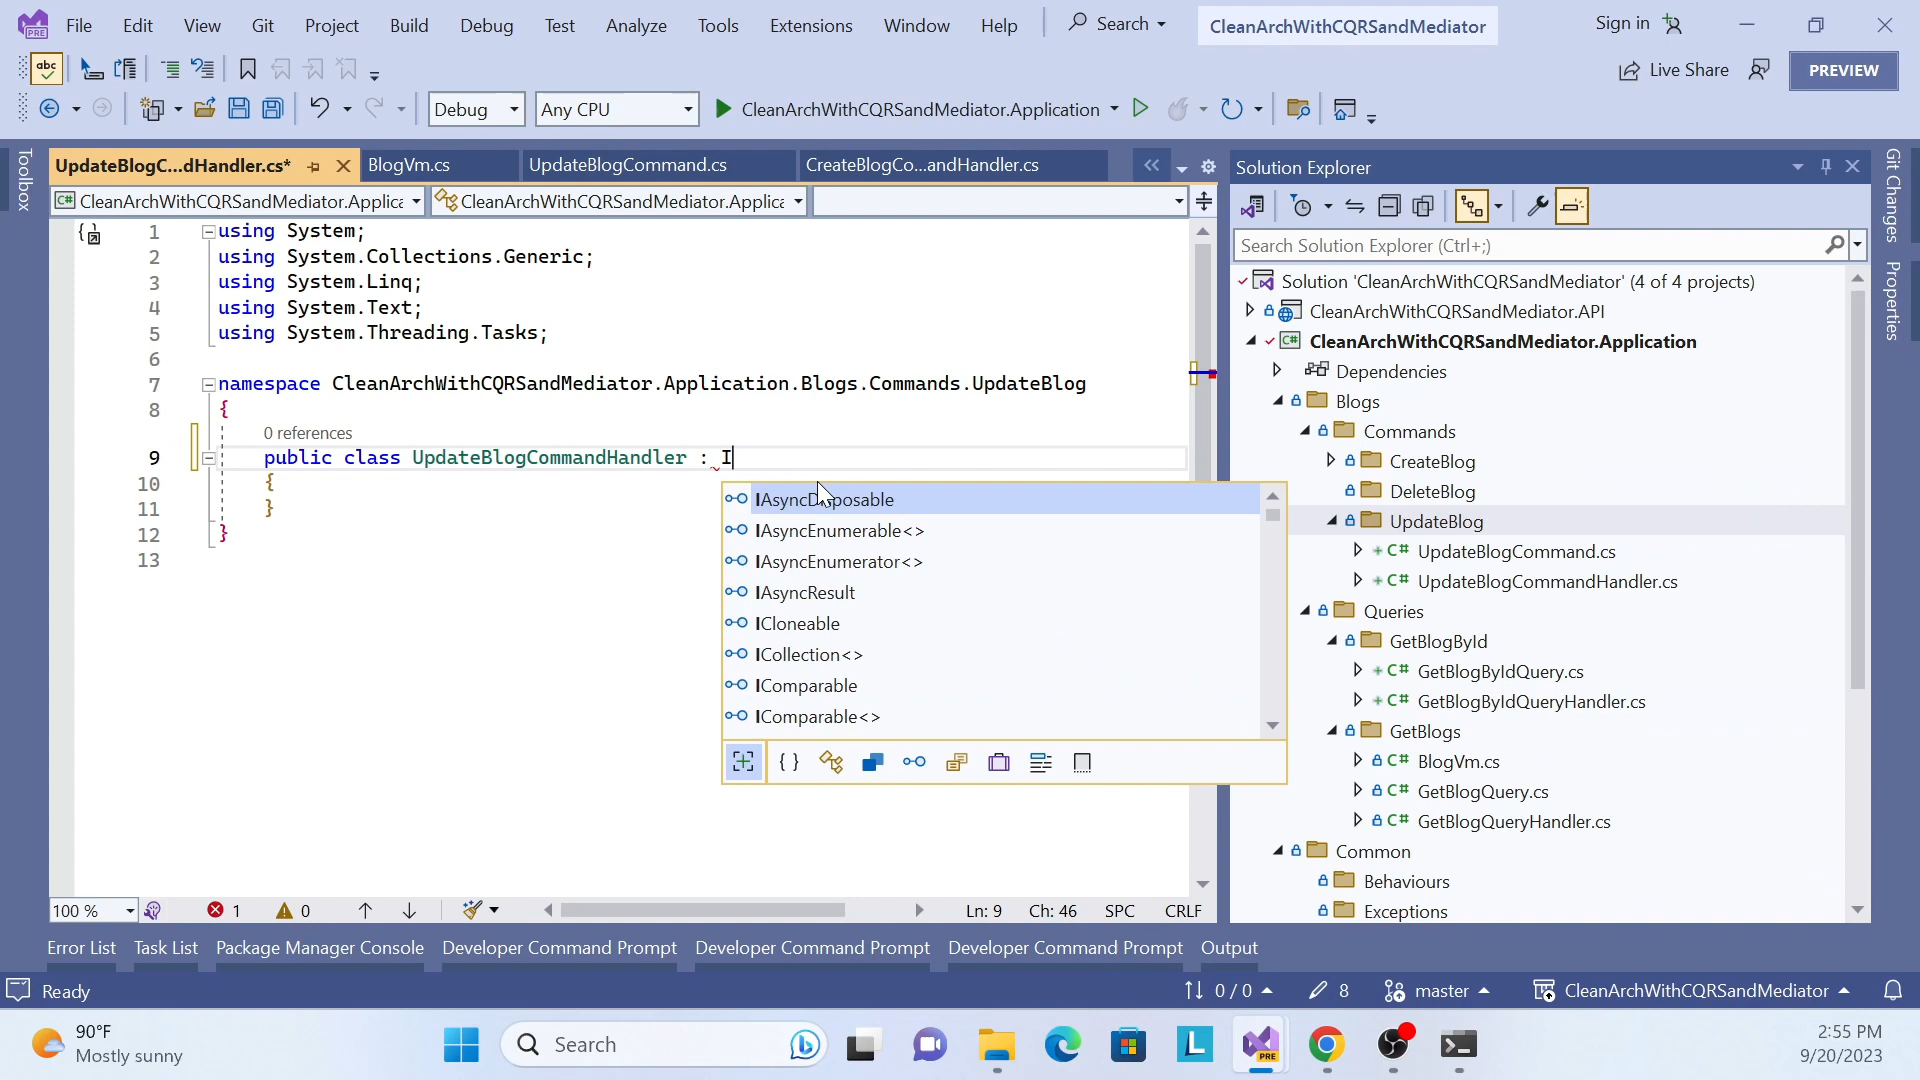 File Edit View Git Project Build Debug Test Analyze Tools Extensions Window Help Search CleanArchWithCQRSandMediator Sign in
PRE
abc
Live Share PREVIEW
Debug Any CPU CleanArchWithCQRSandMediator.Application
Toolbox
UpdateBlogC...dHandler.cs* BlogVm.cs UpdateBlogCommand.cs CreateBlogCo...andHandler.cs
C# CleanArchWithCQRSandMediator.Applica CleanArchWithCQRSandMediator.Applica
1 using System;
2 using System.Collections.Generic;
3 using System.Linq;
4 using System.Text;
5 using System.Threading.Tasks;
6
7 namespace CleanArchWithCQRSandMediator.Application.Blogs.Commands.UpdateBlog
8 {
0 references
9 public class UpdateBlogCommandHandler : I
10 {
11 }
12 }
13
IAsyncDisposable
IAsyncEnumerable<>
IAsyncEnumerator<>
IAsyncResult
ICloneable
ICollection<>
IComparable
IComparable<>
{ }
100 % 1 0 Ln: 9 Ch: 46 SPC CRLF
Solution Explorer
Search Solution Explorer (Ctrl+;)
Solution 'CleanArchWithCQRSandMediator' (4 of 4 projects)
CleanArchWithCQRSandMediator.API
C# CleanArchWithCQRSandMediator.Application
Dependencies
Blogs
Commands
CreateBlog
DeleteBlog
UpdateBlog
C# UpdateBlogCommand.cs
C# UpdateBlogCommandHandler.cs
Queries
GetBlogById
C# GetBlogByIdQuery.cs
C# GetBlogByIdQueryHandler.cs
GetBlogs
C# BlogVm.cs
C# GetBlogQuery.cs
C# GetBlogQueryHandler.cs
Common
Behaviours
Exceptions
Git Changes
Properties
Error List Task List Package Manager Console Developer Command Prompt Developer Command Prompt Developer Command Prompt Output
Ready 0 / 0 8 master CleanArchWithCQRSandMediator
90°F
Mostly sunny
Search
L
PRE
2:55 PM
9/20/2023